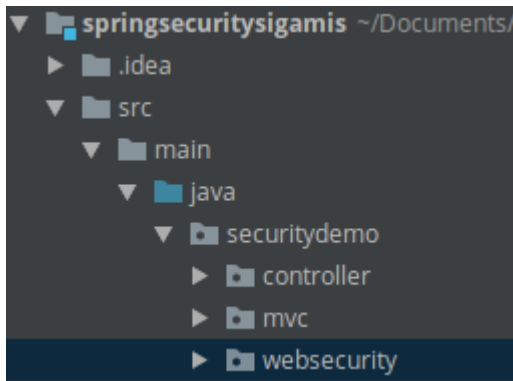 springsecuritysigamis ~/Documents/
.idea
src
main
java
securitydemo
controller
mvc
websecurity